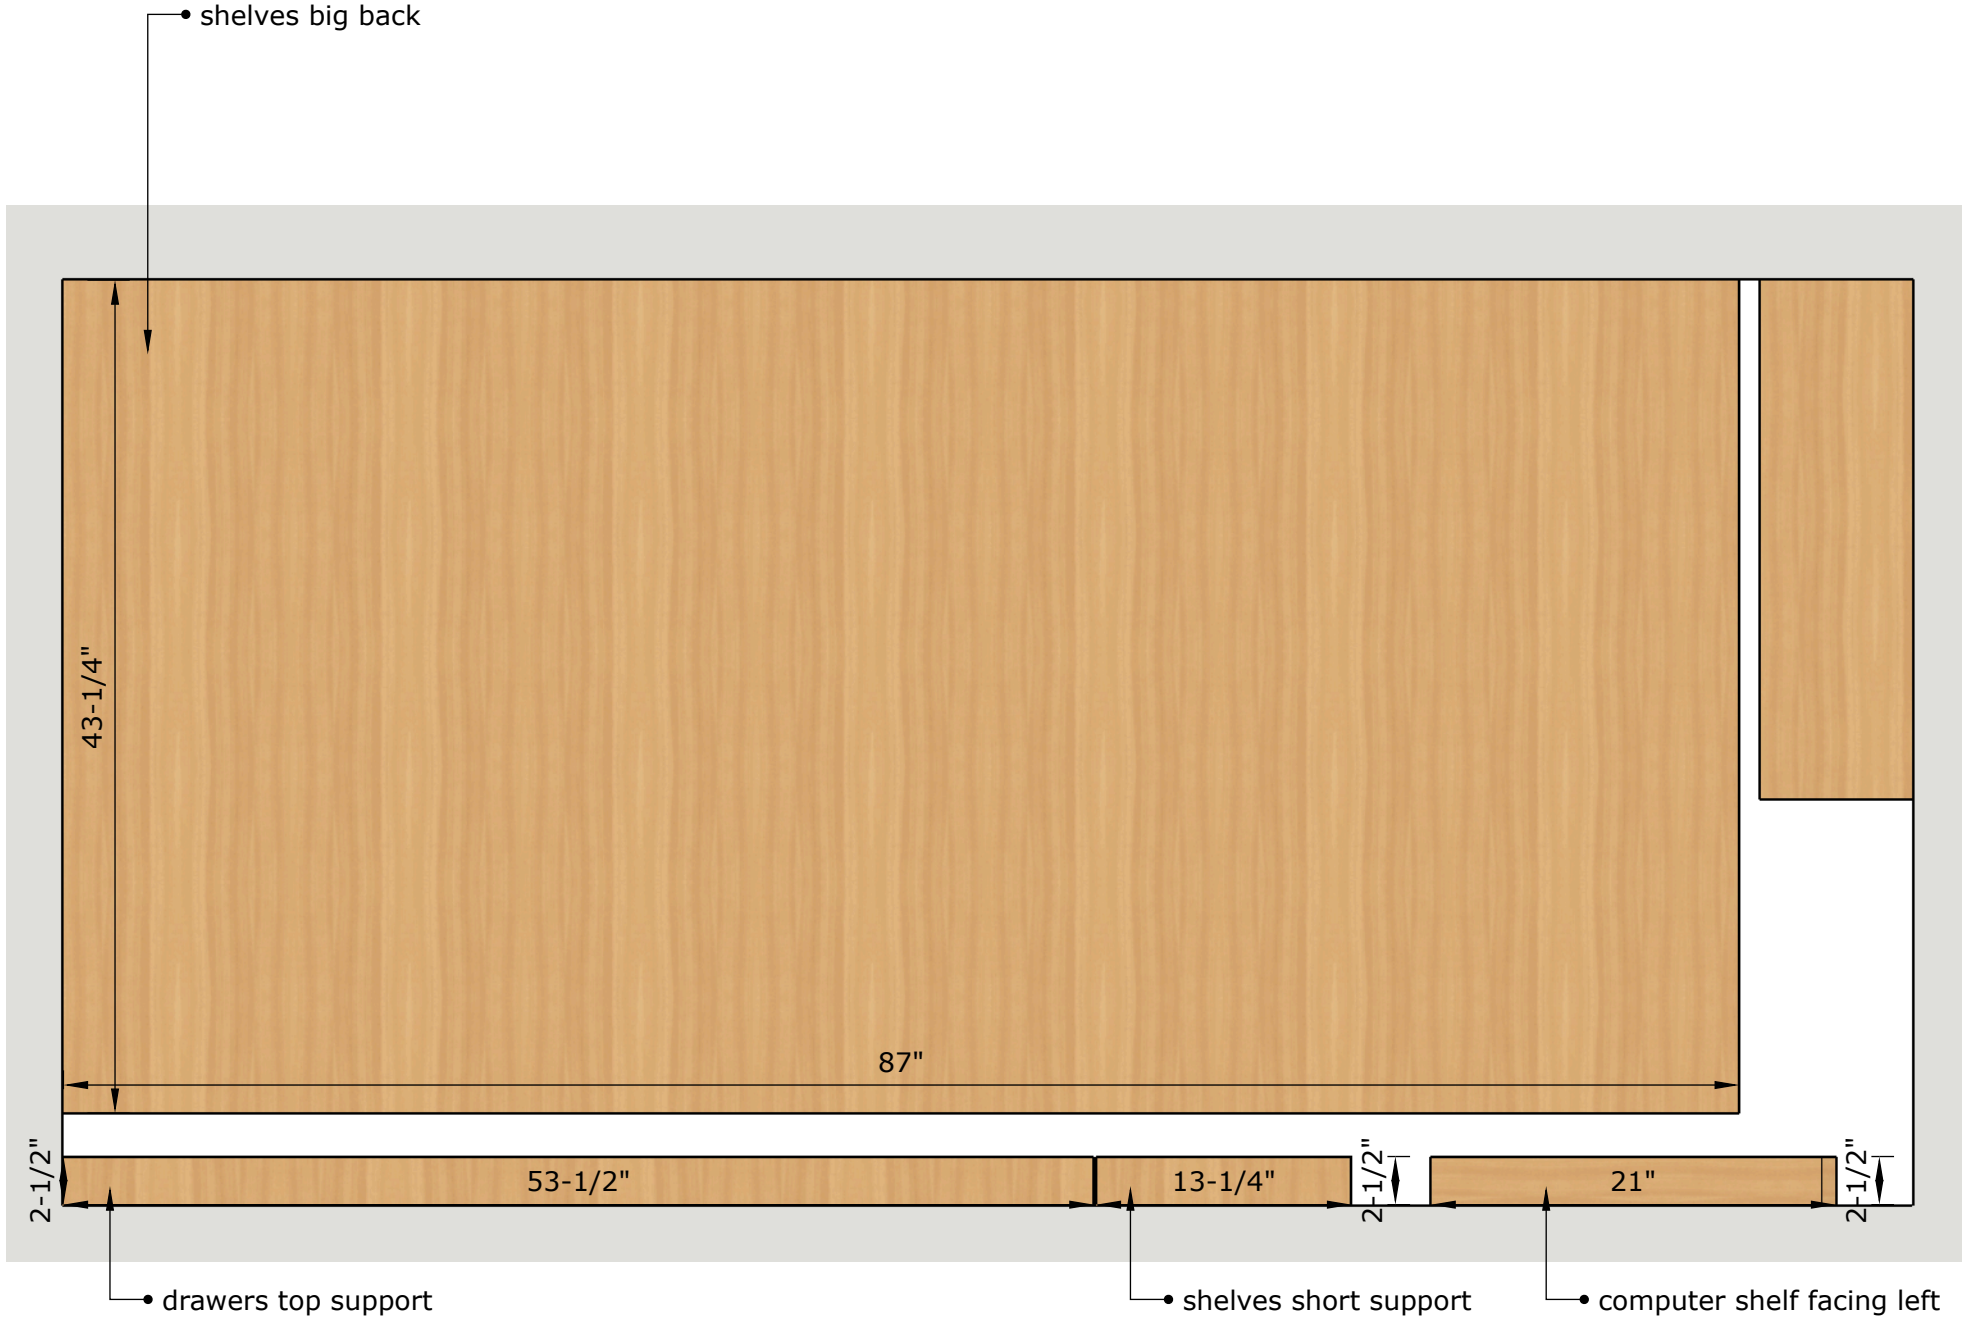 shelves big back
43-1/4"
87"
2-1/2"
53-1/2"
13-1/4"
2-1/2"
21"
2-1/2"
drawers top support
shelves short support
computer shelf facing left